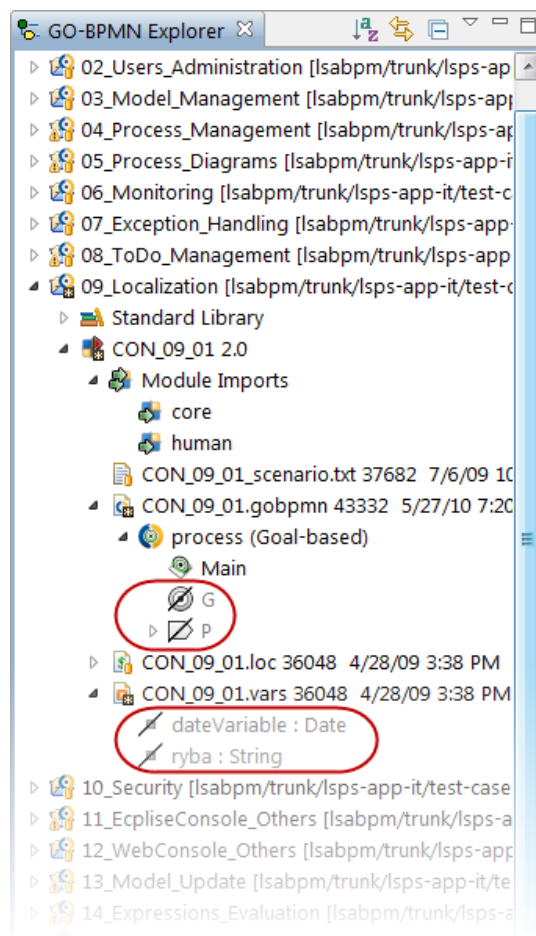 GO-BPMN Explorer
02_Users_Administration [lsabpm/trunk/lsps-ap
03_Model_Management [lsabpm/trunk/lsps-app
04_Process_Management [lsabpm/trunk/lsps-ap
05_Process_Diagrams [lsabpm/trunk/lsps-app-i
06_Monitoring [lsabpm/trunk/lsps-app-it/test-c
07_Exception_Handling [lsabpm/trunk/lsps-app-
08_ToDo_Management [lsabpm/trunk/lsps-app
09_Localization [lsabpm/trunk/lsps-app-it/test-c
Standard Library
CON_09_01 2.0
Module Imports
core
human
CON_09_01_scenario.txt 37682 7/6/09 10
CON_09_01.gobpmn 43332 5/27/10 7:20
process (Goal-based)
Main
G
P
CON_09_01.loc 36048 4/28/09 3:38 PM
CON_09_01.vars 36048 4/28/09 3:38 PM
dateVariable : Date
ryba : String
10_Security [lsabpm/trunk/lsps-app-it/test-case
11_EcpliseConsole_Others [lsabpm/trunk/lsps-a
12_WebConsole_Others [lsabpm/trunk/lsps-app
13_Model_Update [lsabpm/trunk/lsps-app-it/te
14_Expressions_Evaluation [lsabpm/trunk/lsps-a